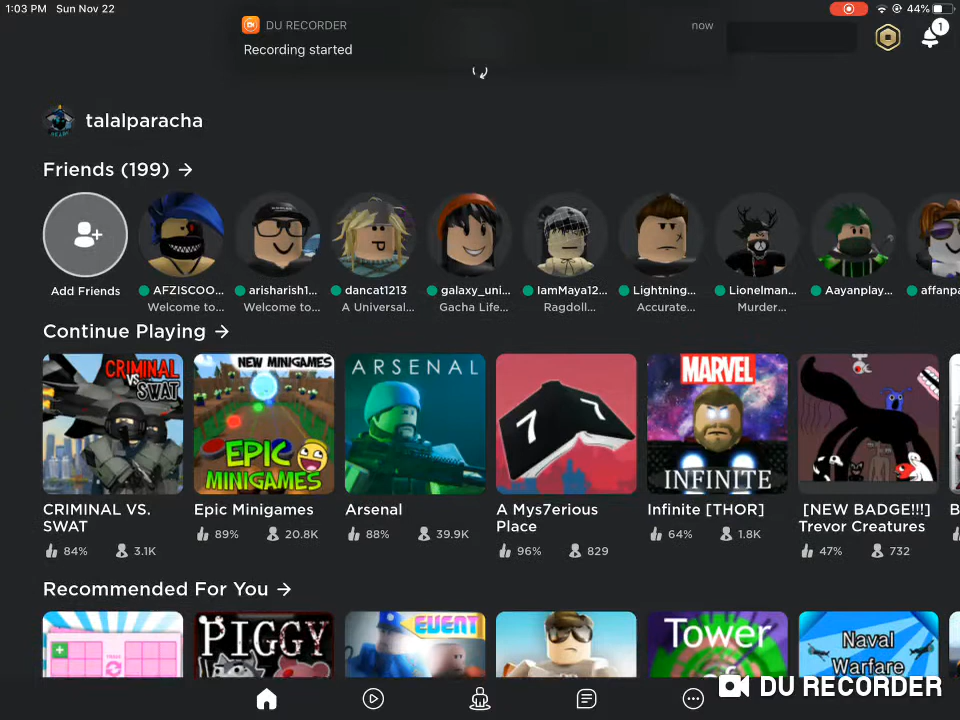 1:03 PM Sun Nov 22
44%
DU RECORDER
now
Recording started
1
talalparacha
Friends (199) →
Add Friends
AFZISCOO...
Welcome to...
arisharish1...
Welcome to...
dancat1213
A Universal...
galaxy_uni...
Gacha Life...
IamMaya12...
Ragdoll...
Lightning...
Accurate...
Lionelman...
Murder...
Aayanplay...
affanpa
Continue Playing →
CRIMINAL
VS
SWAT
NEW MINIGAMES
EPIC
MINIGAMES
ARSENAL
7 7
MARVEL
INFINITE
CRIMINAL VS.
SWAT
84% 3.1K
Epic Minigames
89% 20.8K
Arsenal
88% 39.9K
A Mys7erious
Place
96% 829
Infinite [THOR]
64% 1.8K
[NEW BADGE!!!]
Trevor Creatures
47% 732
Recommended For You →
PIGGY
EVENT
Tower
Naval
Warfare
DU RECORDER